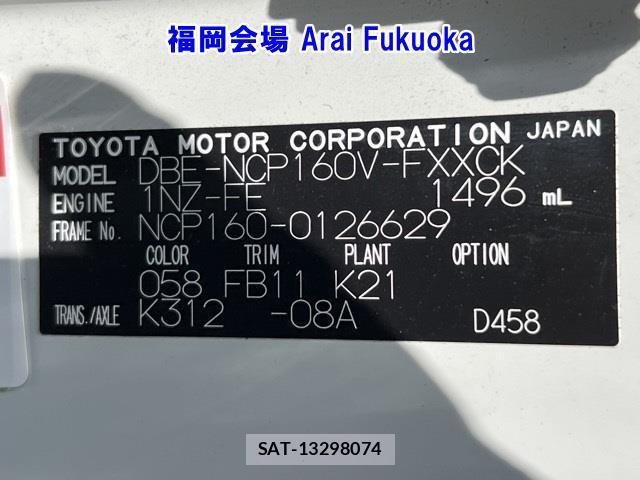 福岡会場 Arai Fukuoka
TOYOTA MOTOR CORPORATION JAPAN
MODEL DBE-NCP160V-FXXCK
ENGINE 1NZ-FE 1496 mL
FRAME No. NCP160-0126629
COLOR TRIM PLANT OPTION
058 FB11 K21
TRANS./AXLE K312 -08A D458
SAT-13298074